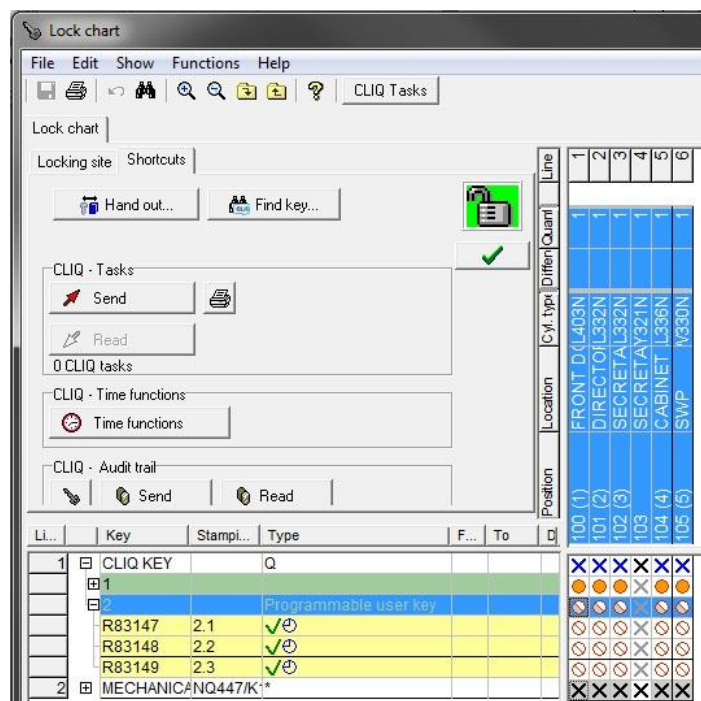 Lock chart
File Edit Show Functions Help
CLIQ Tasks
Lock chart
Locking site Shortcuts
Hand out... Find key...
CLIQ - Tasks
Send
Read
0 CLIQ tasks
CLIQ - Time functions
Time functions
CLIQ - Audit trail
Send Read
Line 1 2 3 4 5 6
Quant 1 1 1 1 1 1
Differ
Cyl. type L403N L332N L332N Y321N L336N V330N
Location FRONT DO DIRECTOR SECRETA SECRETA CABINET SWP
Position 100 (1) 101 (2) 102 (3) 103 104 (4) 105 (5)
Li... Key Stampi... Type F... To D
1 CLIQ KEY Q
1
2 Programmable user key
R83147 2.1
R83148 2.2
R83149 2.3
2 MECHANICA NQ447/K *